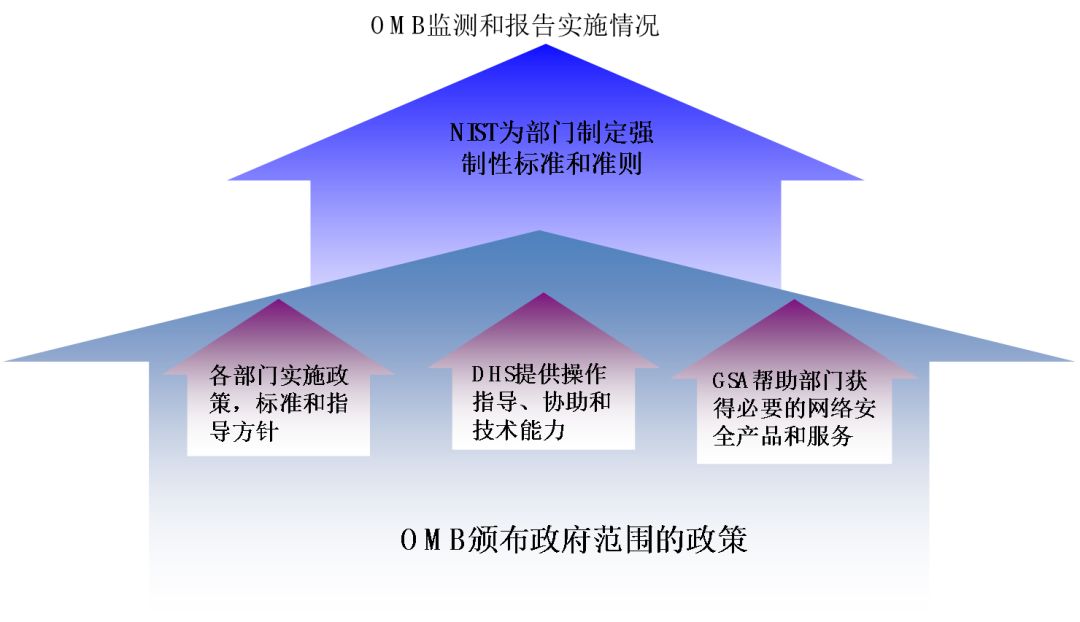 OMB监测和报告实施情况
NIST为部门制定强
制性标准和准则
各部门实施政
策，标准和指
导方针
DHS提供操作
指导、协助和
技术能力
GSA帮助部门获
得必要的网络安
全产品和服务
OMB颁布政府范围的政策